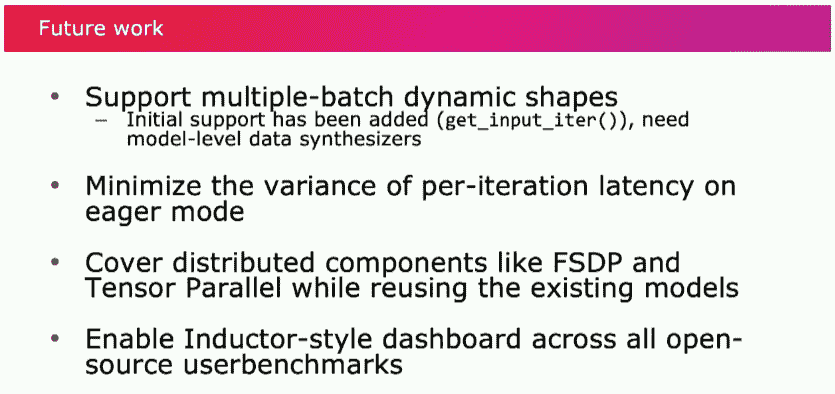 Future work
• Support multiple-batch dynamic shapes
– Initial support has been added (get_input_iter()), need
model-level data synthesizers
• Minimize the variance of per-iteration latency on
eager mode
• Cover distributed components like FSDP and
Tensor Parallel while reusing the existing models
• Enable Inductor-style dashboard across all open-
source userbenchmarks